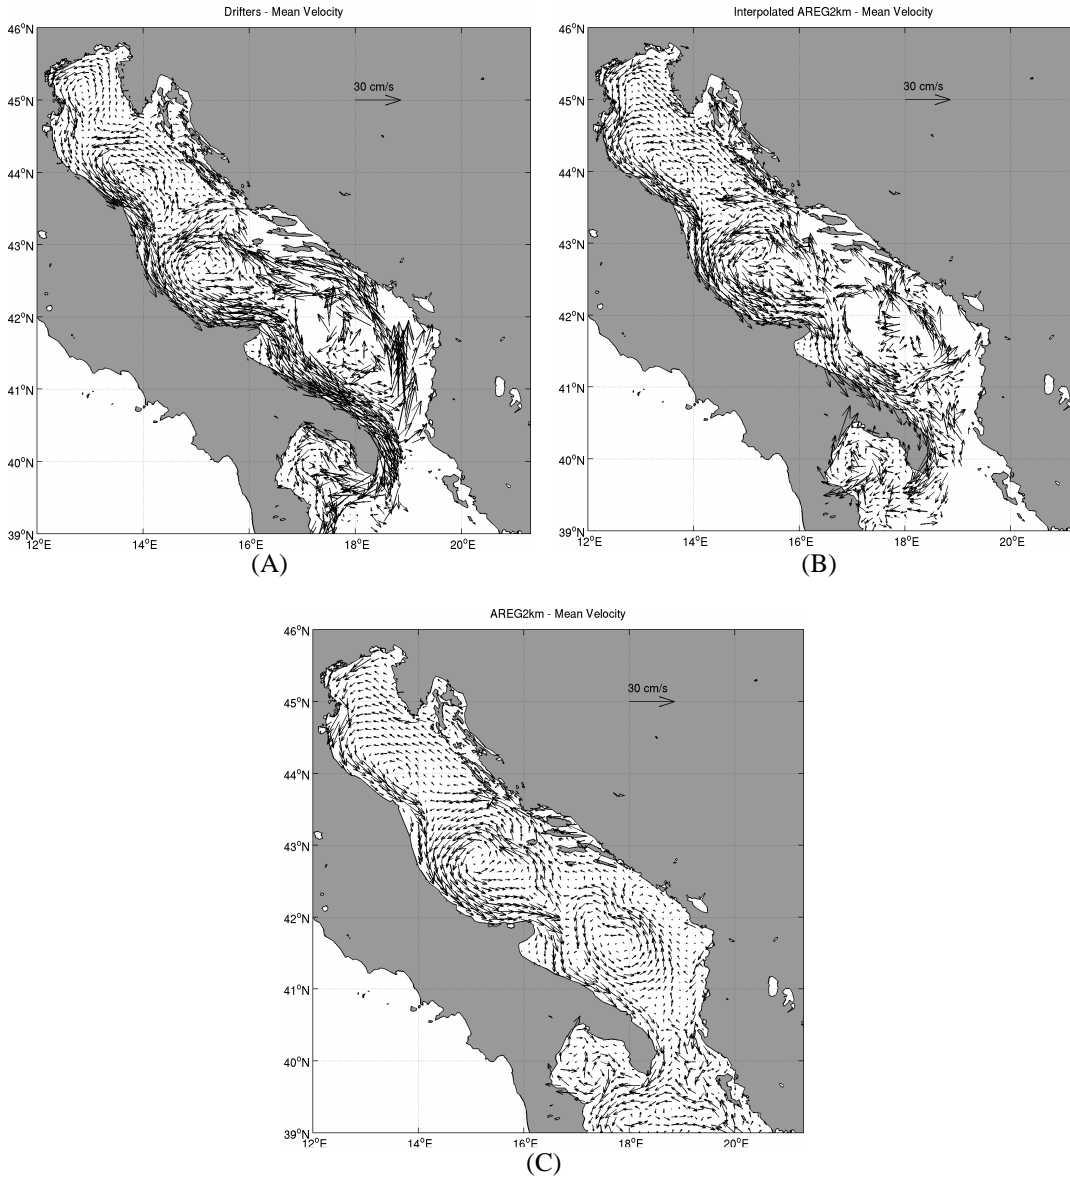 Drifters - Mean Velocity
46°N
45°N
44°N
43°N
42°N
41°N
40°N
39°N
30 cm/s
12°E 14°E 16°E 18°E 20°E
(A)
Interpolated AREG2km - Mean Velocity
46°N
45°N
44°N
43°N
42°N
41°N
40°N
39°N
30 cm/s
12°E 14°E 16°E 18°E 20°E
(B)
AREG2km - Mean Velocity
46°N
45°N
44°N
43°N
42°N
41°N
40°N
39°N
30 cm/s
12°E 14°E 16°E 18°E 20°E
(C)